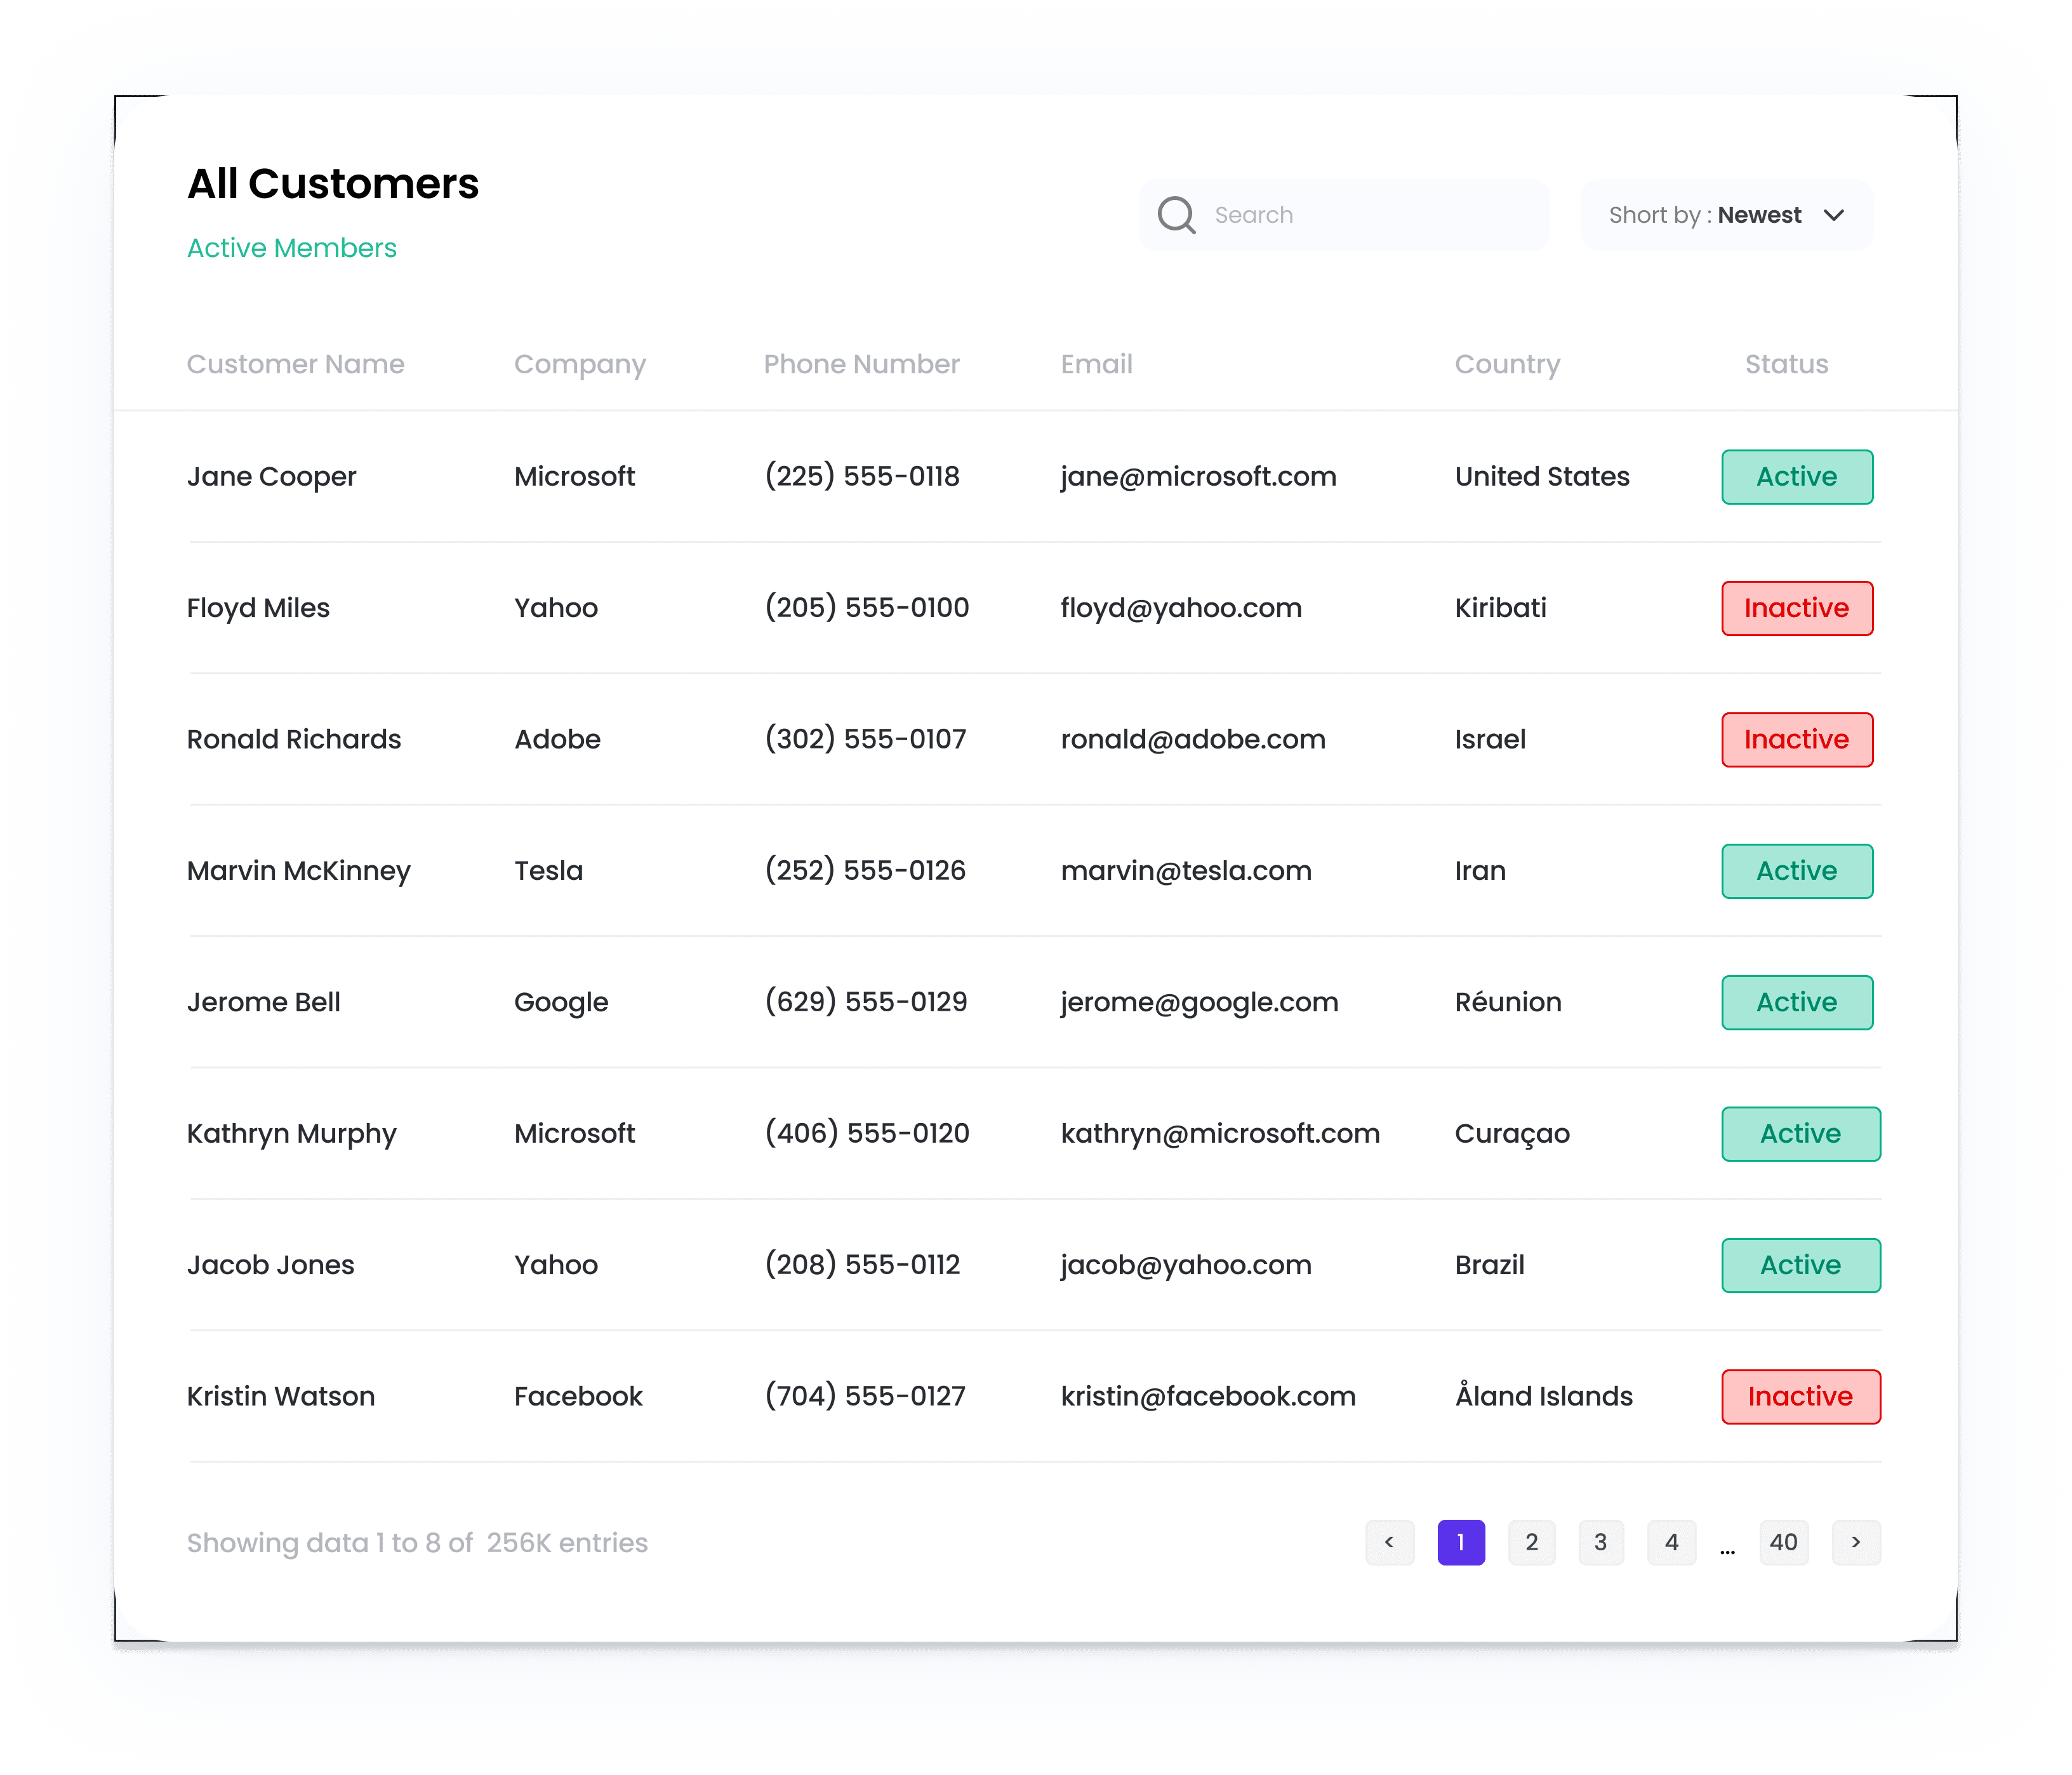 All Customers
Active Members
Search
Short by : Newest
Customer Name Company Phone Number Email Country Status
Jane Cooper Microsoft (225) 555-0118 jane@microsoft.com United States Active
Floyd Miles Yahoo (205) 555-0100 floyd@yahoo.com Kiribati Inactive
Ronald Richards Adobe (302) 555-0107 ronald@adobe.com Israel Inactive
Marvin McKinney Tesla (252) 555-0126 marvin@tesla.com Iran Active
Jerome Bell Google (629) 555-0129 jerome@google.com Réunion Active
Kathryn Murphy Microsoft (406) 555-0120 kathryn@microsoft.com Curaçao Active
Jacob Jones Yahoo (208) 555-0112 jacob@yahoo.com Brazil Active
Kristin Watson Facebook (704) 555-0127 kristin@facebook.com Åland Islands Inactive
Showing data 1 to 8 of 256K entries < 1 2 3 4 ... 40 >